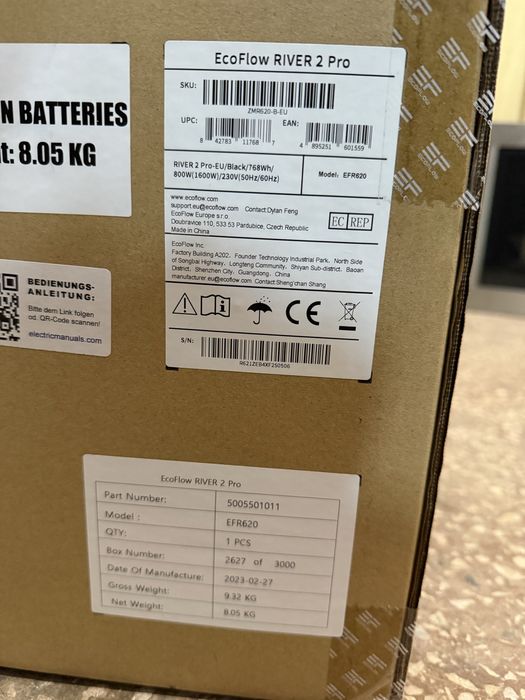 N BATTERIES
t: 8.05 KG
EcoFlow RIVER 2 Pro
SKU:
ZMR620-B-EU
UPC:
8 42783 11768 7
EAN:
4 895251 601559
RIVER 2 Pro-EU/Black/768Wh/
800W(1600W)/230V(50Hz/60Hz)
Model: EFR620
www.ecoflow.com
support.eu@ecoflow.com Contact:Dylan Feng
EcoFlow Europe s.r.o.
Doubravice 110, 533 53 Pardubice, Czech Republic
Made in China
EC REP
EcoFlow Inc.
Factory Building A202, Founder Technology Industrial Park, North Side
of Songbai Highway, Longteng Community, Shiyan Sub-district, Baoan
District, Shenzhen City, Guangdong, China
manufacturer.eu@ecoflow.com Contact:Sheng chan Shang
CE
S/N:
R621ZEB4XF250506
BEDIENUNGS-
ANLEITUNG:
Bitte dem Link folgen
od. QR-Code scannen!
electricmanuals.com
EcoFlow RIVER 2 Pro
Part Number: 5005501011
Model : EFR620
QTY: 1 PCS
Box Number: 2627 of 3000
Date Of Manufacture: 2023-02-27
Gross Weight: 9.32 KG
Net Weight: 8.05 KG